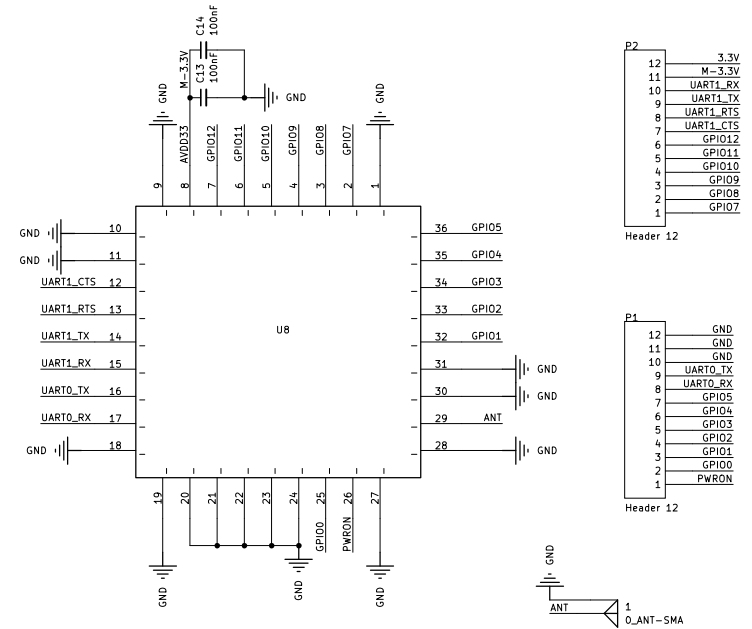 C14
100nF
M-3.3V
C13
100nF
GND
GND
GND
AVDD33
GPIO12
GPIO11
GPIO10
GPIO9
GPIO8
GPIO7
9
8
7
6
5
4
3
2
1
GND 10
GND 11
UART1_CTS 12
UART1_RTS 13
UART1_TX 14
UART1_RX 15
UART0_TX 16
UART0_RX 17
GND 18
U8
36 GPIO5
35 GPIO4
34 GPIO3
33 GPIO2
32 GPIO1
31 GND
30 GND
29 ANT
28 GND
19
20
21
22
23
24
25
26
27
GPIO0
PWRON
GND
GND
GND
P2
12 3.3V
11 M-3.3V
10 UART1_RX
9 UART1_TX
8 UART1_RTS
7 UART1_CTS
6 GPIO12
5 GPIO11
4 GPIO10
3 GPIO9
2 GPIO8
1 GPIO7
Header 12
P1
12 GND
11 GND
10 GND
9 UART0_TX
8 UART0_RX
7 GPIO5
6 GPIO4
5 GPIO3
4 GPIO2
3 GPIO1
2 GPIO0
1 PWRON
Header 12
GND
ANT 1
0_ANT-SMA